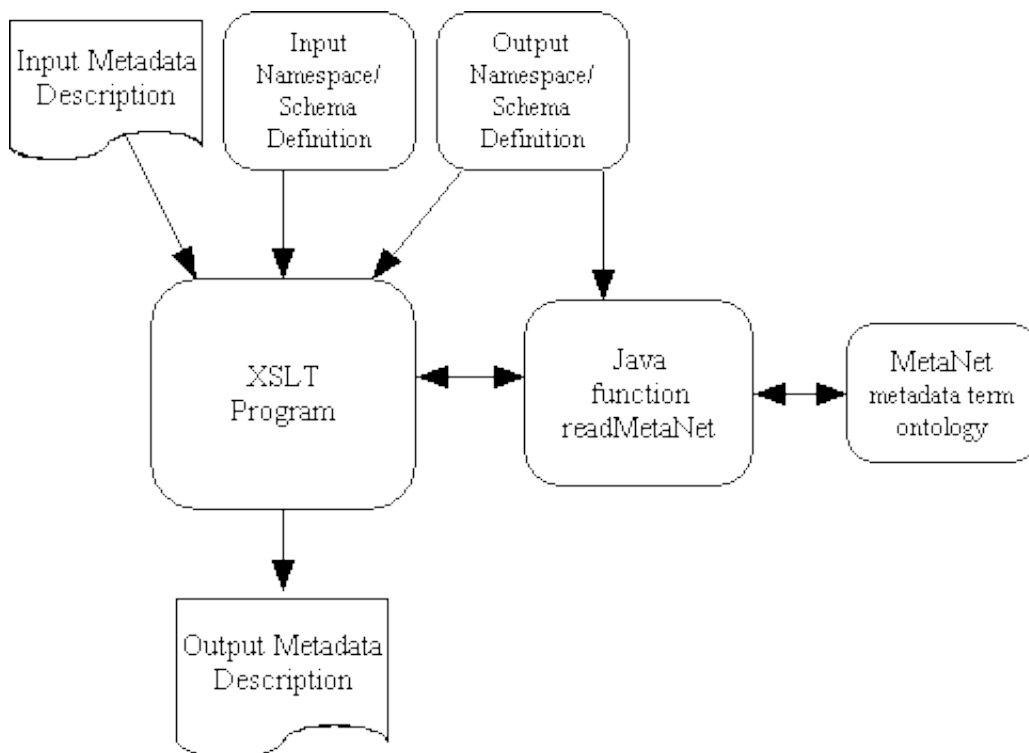 Input Metadata
Description
Input
Namespace/
Schema
Definition
Output
Namespace/
Schema
Definition
XSLT
Program
Java
function
readMetaNet
MetaNet
metadata term
ontology
Output Metadata
Description